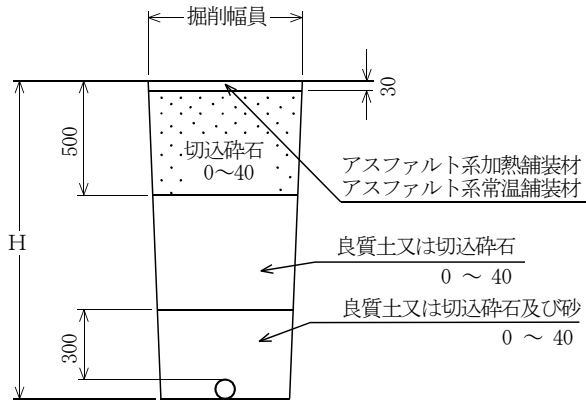 掘削幅員
30
500
切込砕石
0～40
アスファルト系加熱舗装材
アスファルト系常温舗装材
H
良質土又は切込砕石
0 ～ 40
良質土又は切込砕石及び砂
0 ～ 40
300